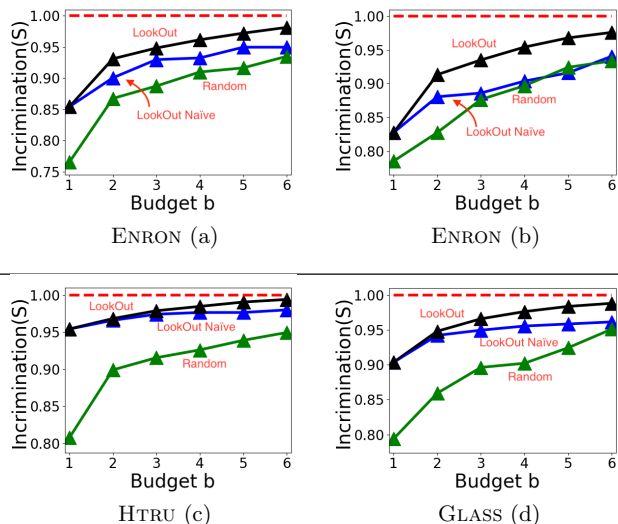 Incrimination(S)
1.00
0.95
0.90
0.85
0.80
0.75
LookOut
Random
LookOut Naïve
1 2 3 4 5 6
Budget b
ENRON (a)
Incrimination(S)
1.00
0.95
0.90
0.85
0.80
LookOut
Random
LookOut Naïve
1 2 3 4 5 6
Budget b
ENRON (b)
Incrimination(S)
1.00
0.95
0.90
0.85
0.80
LookOut
LookOut Naïve
Random
1 2 3 4 5 6
Budget b
HTRU (c)
Incrimination(S)
1.00
0.95
0.90
0.85
0.80
LookOut
LookOut Naïve
Random
1 2 3 4 5 6
Budget b
GLASS (d)